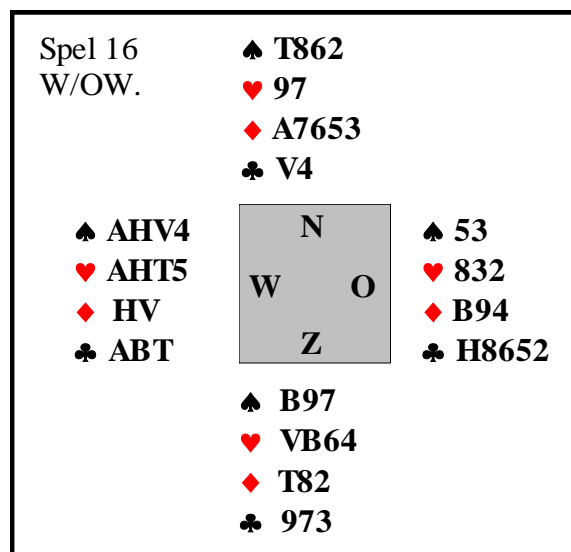 Spel 16
W/OW.
♠ T862
♥ 97
♦ A7653
♣ V4
♠ AHV4
♥ AHT5
♦ HV
♣ ABT
N
W O
Z
♠ 53
♥ 832
♦ B94
♣ H8652
♠ B97
♥ VB64
♦ T82
♣ 973